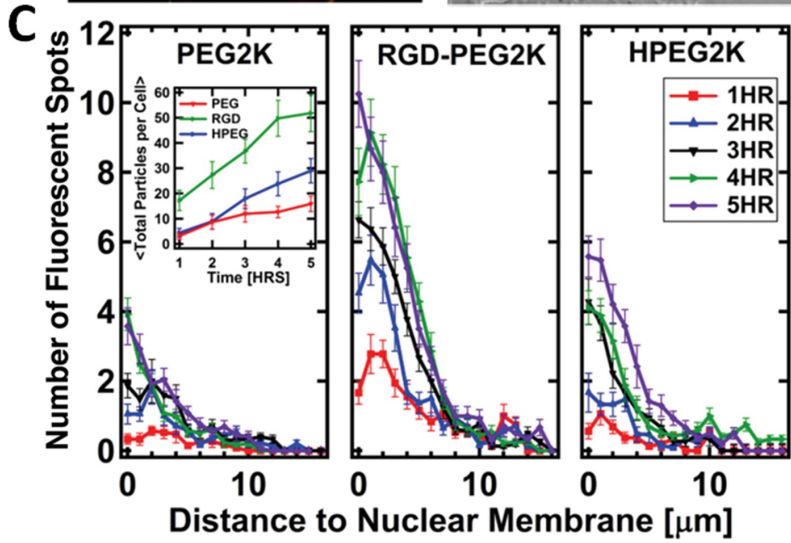 C
PEG2K
RGD-PEG2K
HPEG2K
Number of Fluorescent Spots
12
10
8
6
4
2
0
<Total Particles per Cell>
60
50
40
30
20
10
0
PEG
RGD
HPEG
1 2 3 4 5
Time [HRS]
1HR
2HR
3HR
4HR
5HR
0 10 0 10 0 10
Distance to Nuclear Membrane [μm]